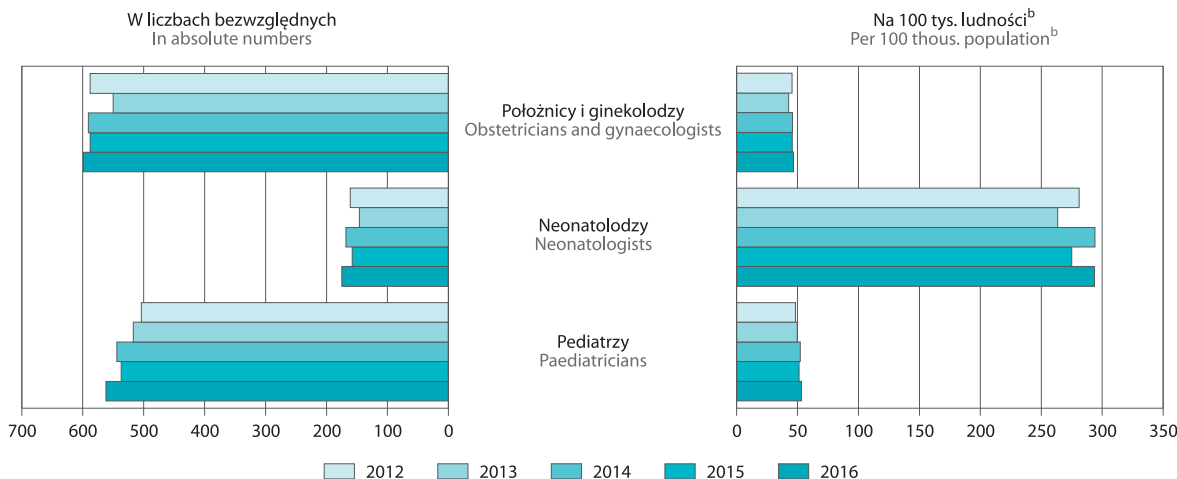 W liczbach bezwzględnych
In absolute numbers
Na 100 tys. ludnościᵇ
Per 100 thous. populationᵇ
Położnicy i ginekolodzy
Obstetricians and gynaecologists
Neonatolodzy
Neonatologists
Pediatrzy
Paediatricians
700 600 500 400 300 200 100 0
0 50 100 150 200 250 300 350
2012 2013 2014 2015 2016